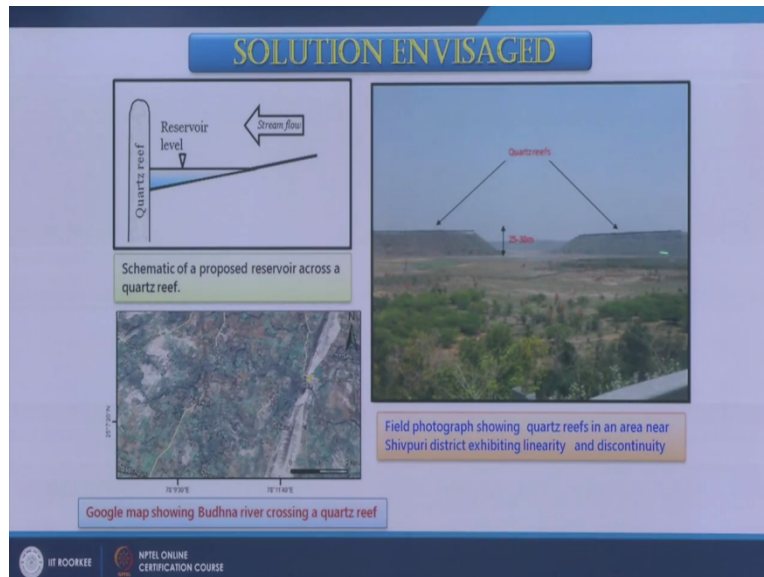 SOLUTION ENVISAGED
Quartz reef
Reservoir
level
Stream flow
Schematic of a proposed reservoir across a
quartz reef.
N
Google map showing Budhna river crossing a quartz reef
Quartz reefs
25-30m
Field photograph showing quartz reefs in an area near
Shivpuri district exhibiting linearity and discontinuity
IIT ROORKEE
NPTEL ONLINE
CERTIFICATION COURSE